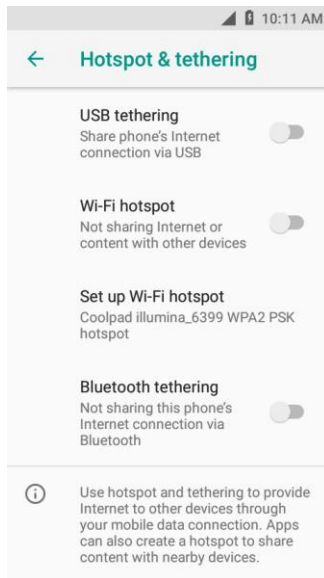 10:11 AM
Hotspot & tethering
USB tethering
Share phone's Internet
connection via USB
Wi-Fi hotspot
Not sharing Internet or
content with other devices
Set up Wi-Fi hotspot
Coolpad illumina_6399 WPA2 PSK
hotspot
Bluetooth tethering
Not sharing this phone's
Internet connection via
Bluetooth
Use hotspot and tethering to provide
Internet to other devices through
your mobile data connection. Apps
can also create a hotspot to share
content with nearby devices.